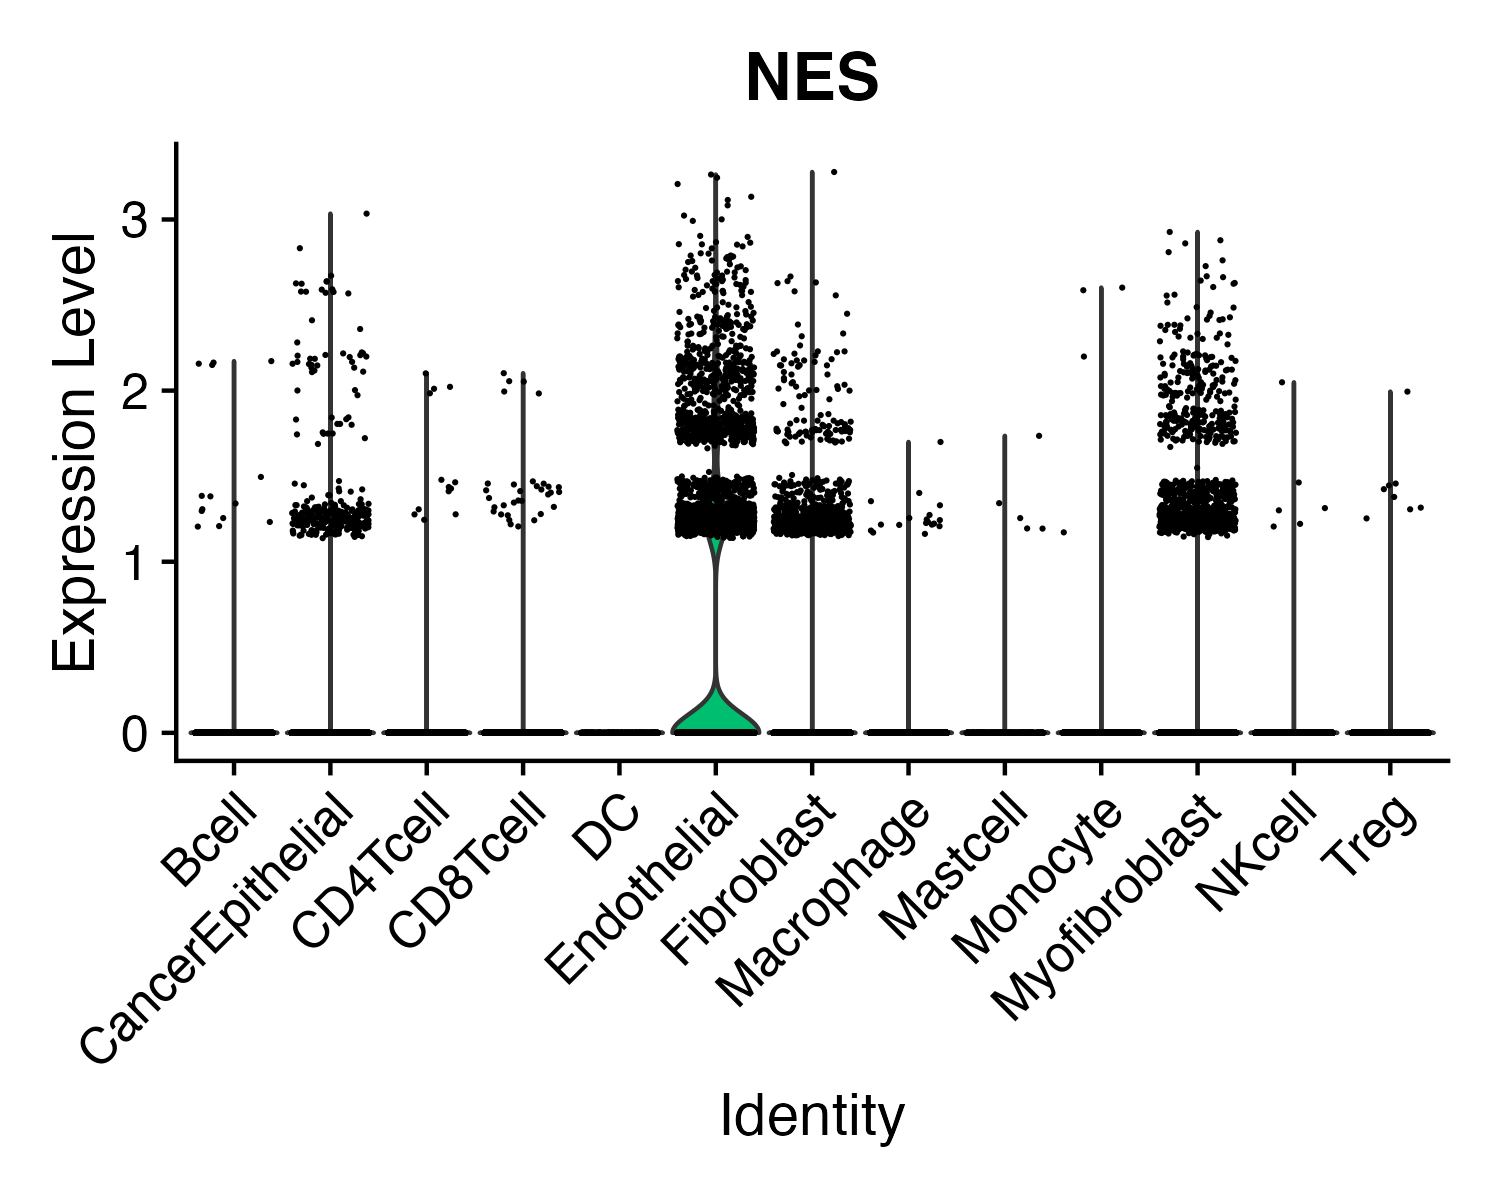 NES
Expression Level
3
2
1
0
Bcell
CancerEpithelial
CD4Tcell
CD8Tcell
DC
Endothelial
Fibroblast
Macrophage
Mastcell
Monocyte
Myofibroblast
NKcell
Treg
Identity